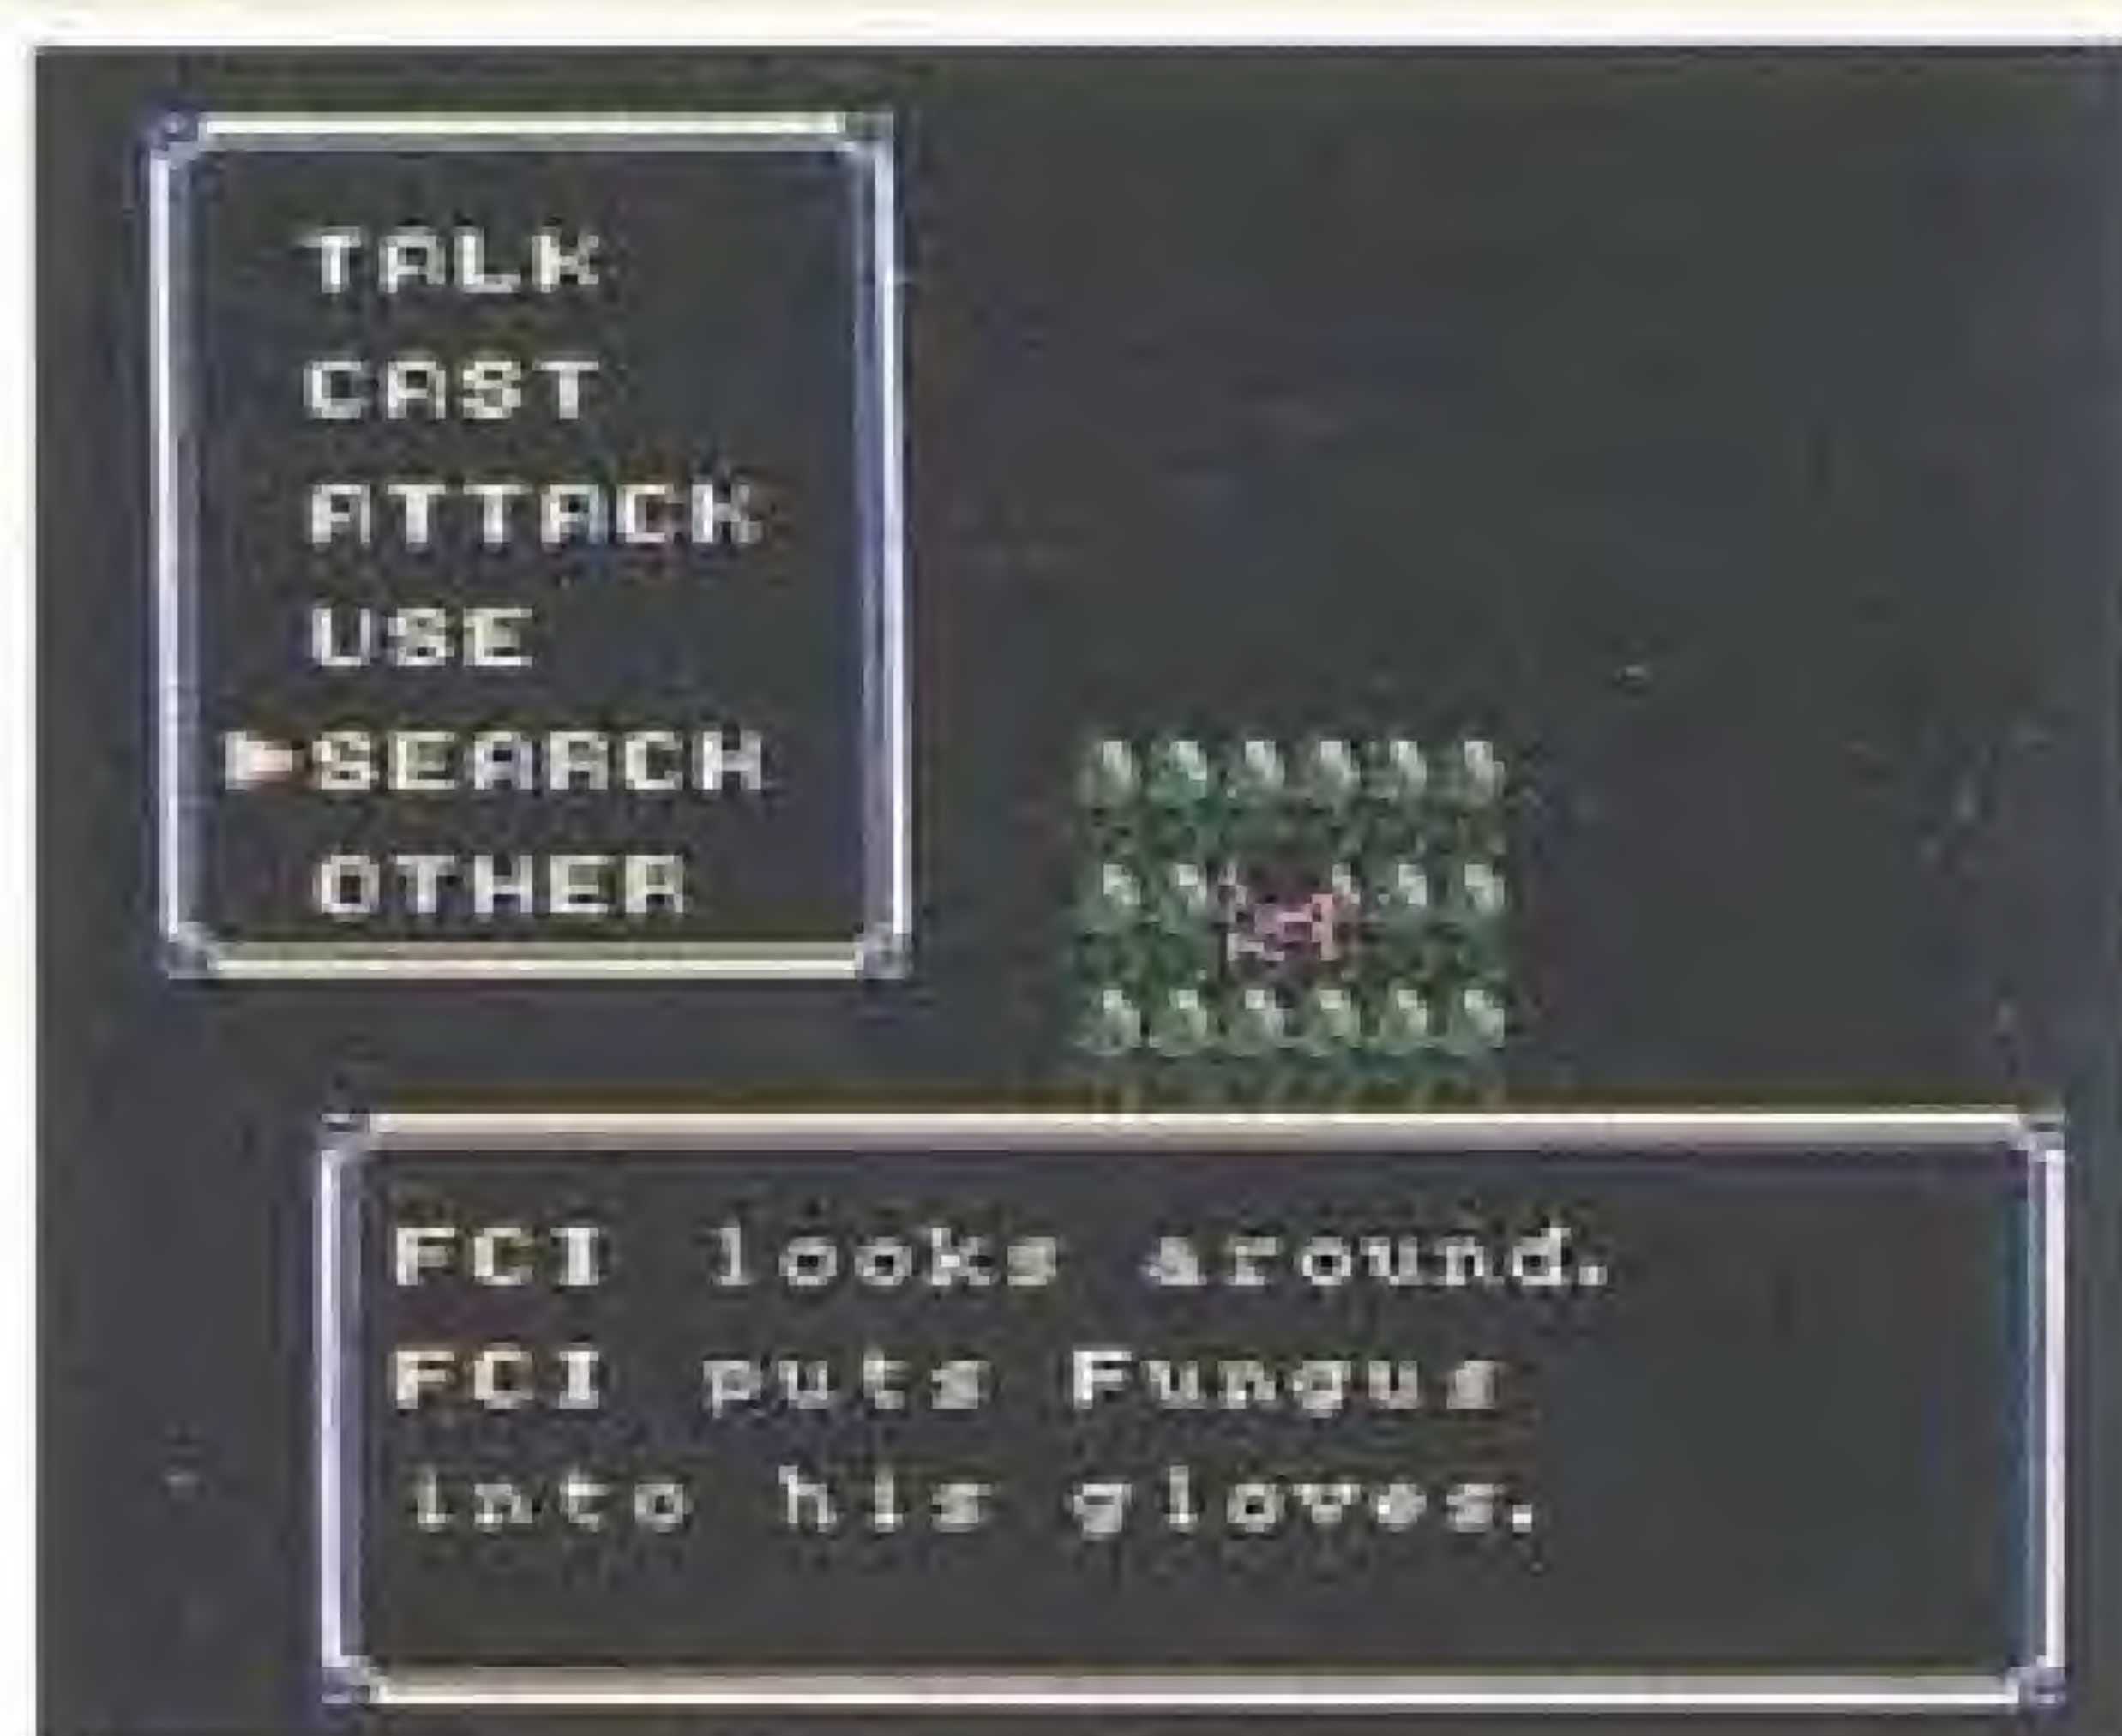 TALK
CAST
ATTACK
USE
SEARCH
OTHER
FCI looks around.
FCI puts Fungus
into his gloves.